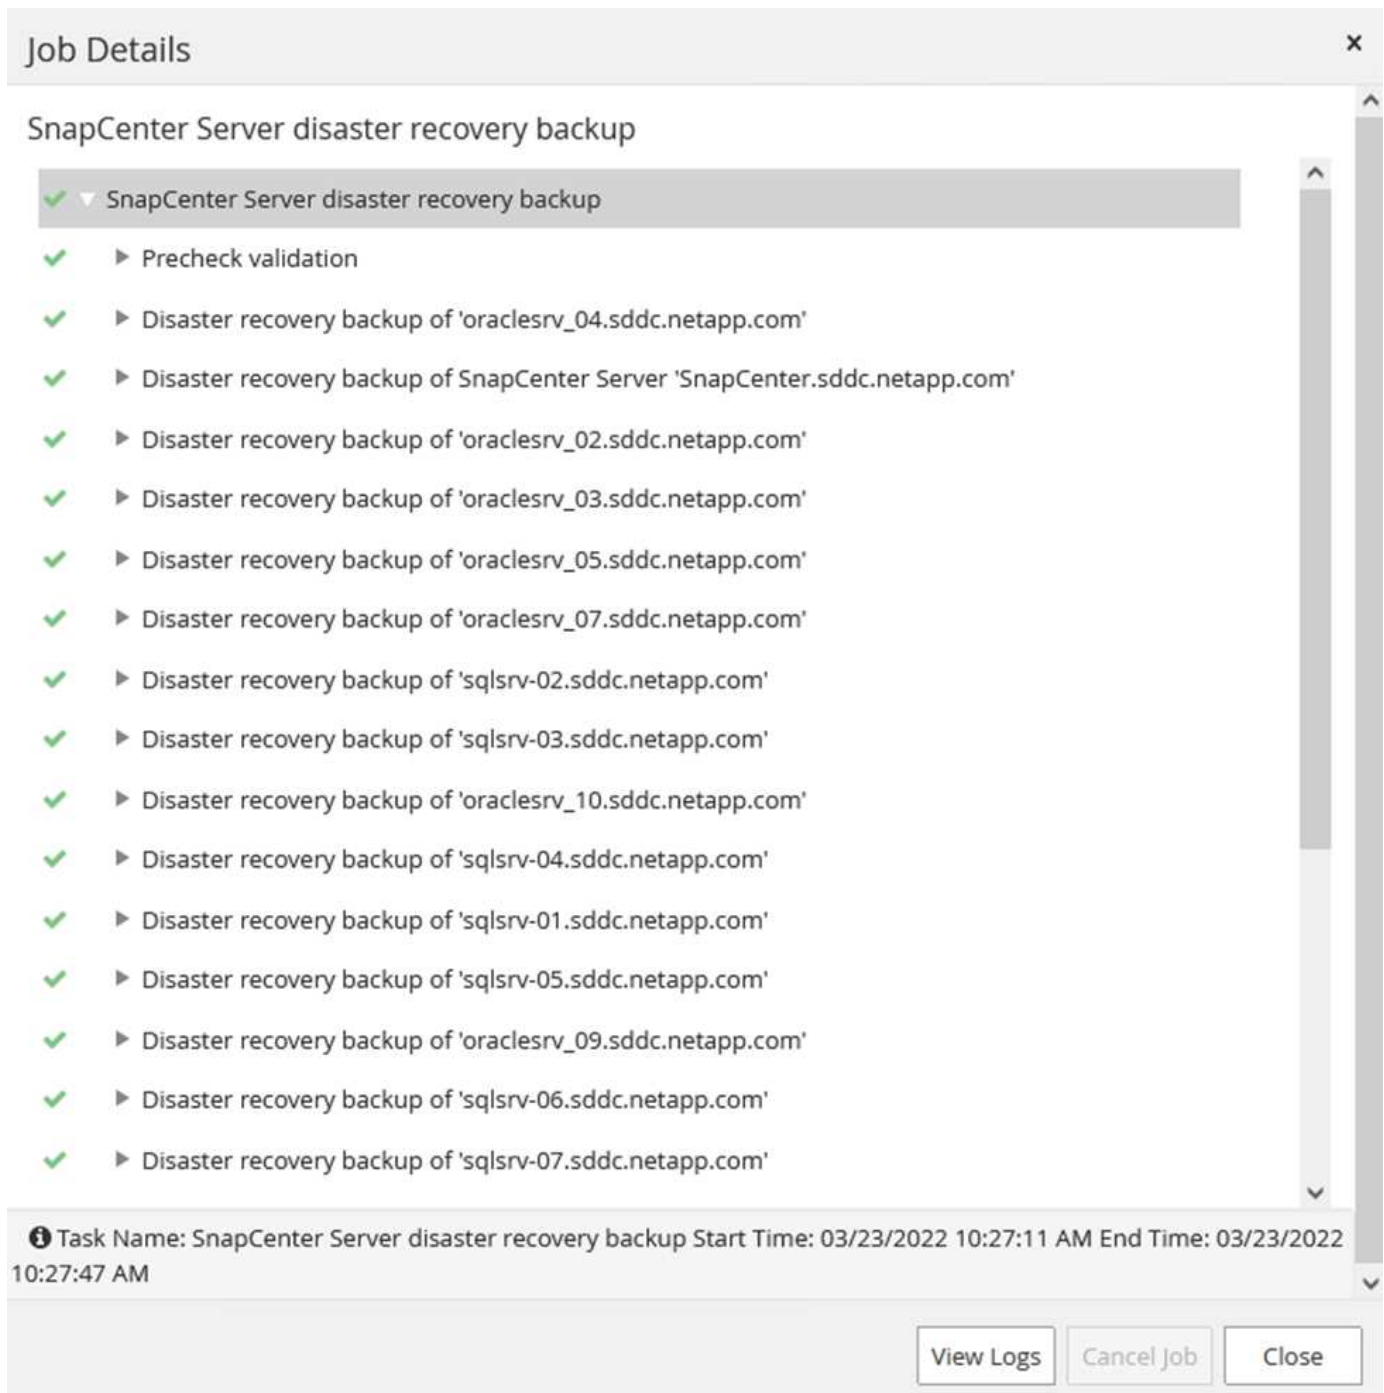 Job Details
SnapCenter Server disaster recovery backup
SnapCenter Server disaster recovery backup
Precheck validation
Disaster recovery backup of 'oraclesrv_04.sddc.netapp.com'
Disaster recovery backup of SnapCenter Server 'SnapCenter.sddc.netapp.com'
Disaster recovery backup of 'oraclesrv_02.sddc.netapp.com'
Disaster recovery backup of 'oraclesrv_03.sddc.netapp.com'
Disaster recovery backup of 'oraclesrv_05.sddc.netapp.com'
Disaster recovery backup of 'oraclesrv_07.sddc.netapp.com'
Disaster recovery backup of 'sqlsrv-02.sddc.netapp.com'
Disaster recovery backup of 'sqlsrv-03.sddc.netapp.com'
Disaster recovery backup of 'oraclesrv_10.sddc.netapp.com'
Disaster recovery backup of 'sqlsrv-04.sddc.netapp.com'
Disaster recovery backup of 'sqlsrv-01.sddc.netapp.com'
Disaster recovery backup of 'sqlsrv-05.sddc.netapp.com'
Disaster recovery backup of 'oraclesrv_09.sddc.netapp.com'
Disaster recovery backup of 'sqlsrv-06.sddc.netapp.com'
Disaster recovery backup of 'sqlsrv-07.sddc.netapp.com'
Task Name: SnapCenter Server disaster recovery backup Start Time: 03/23/2022 10:27:11 AM End Time: 03/23/2022
10:27:47 AM
View Logs Cancel Job Close